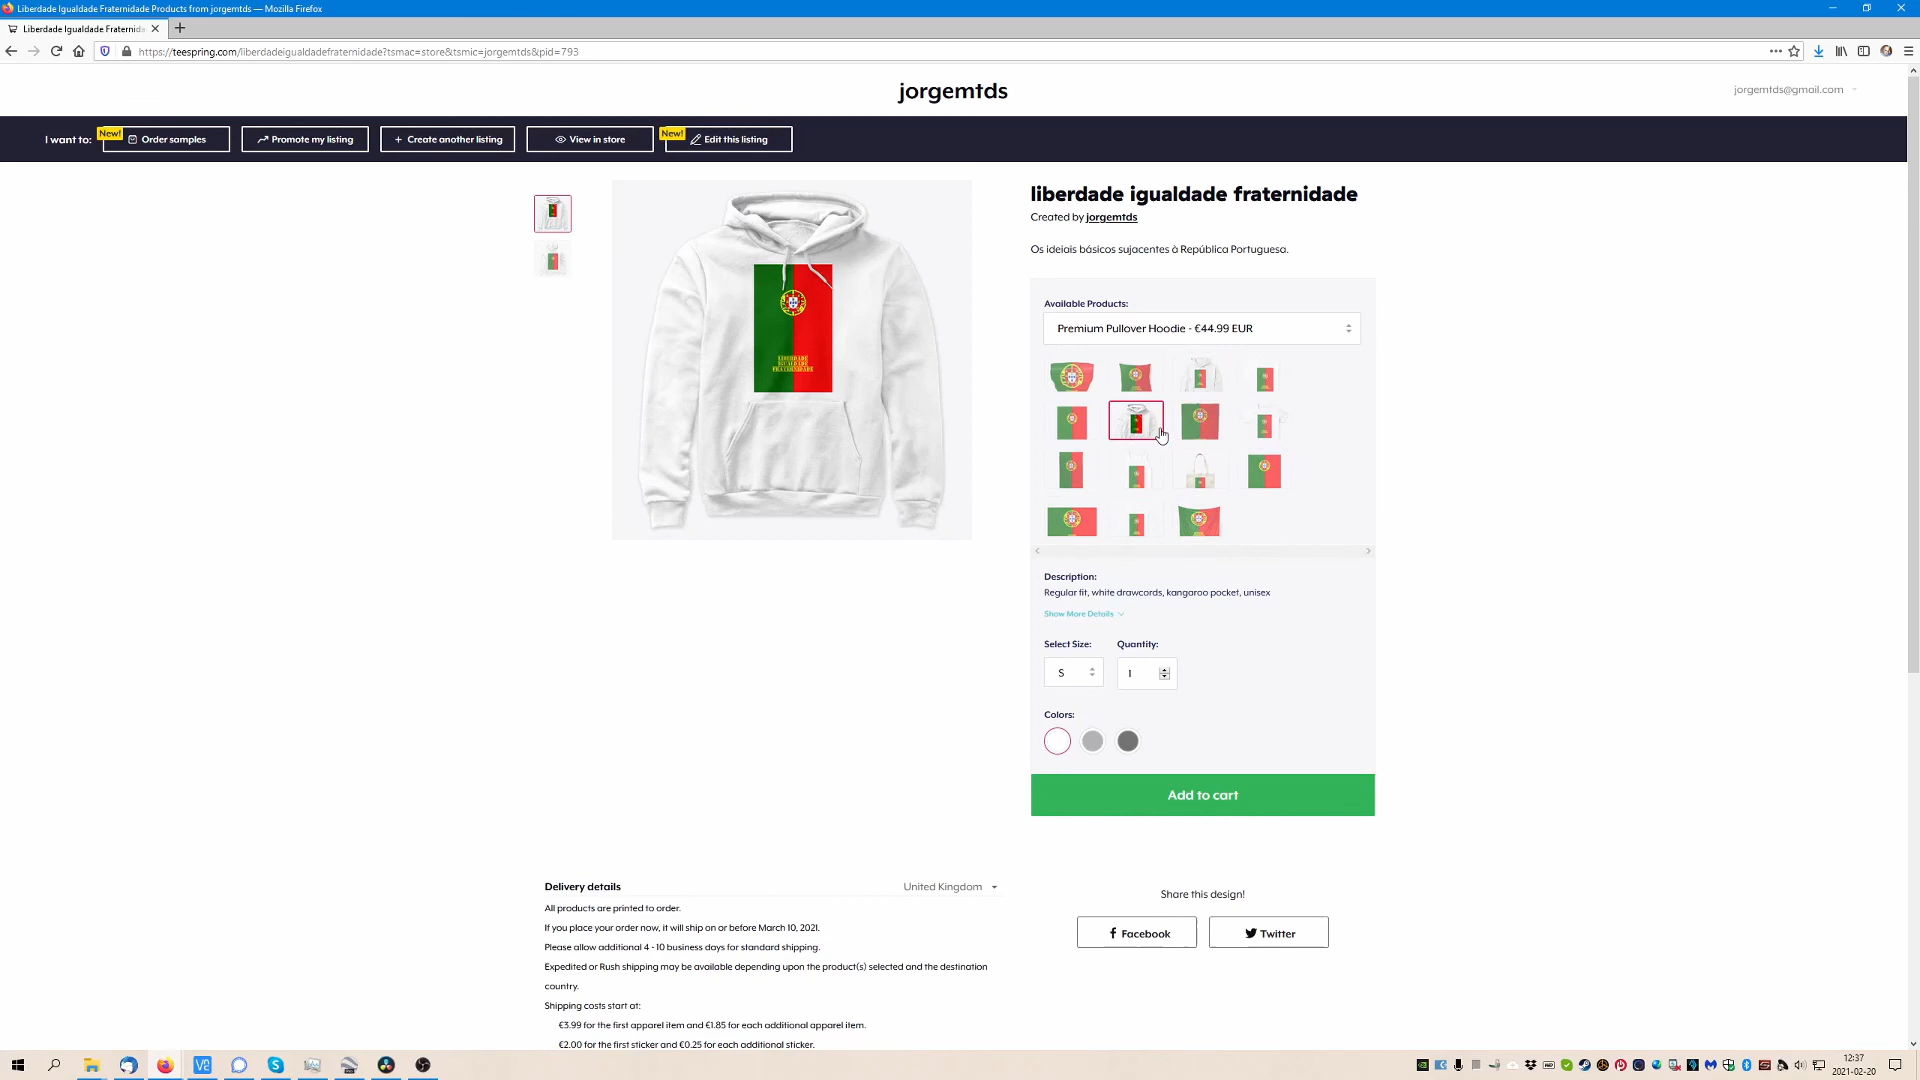 Liberdade Igualdade Fraternidade Products from jorgemtds — Mozilla Firefox
Liberdade Igualdade Fraternida
https://teespring.com/liberdadeigualdadefraternidade?tsmac=store&tsmic=jorgemtds&pid=793
jorgemtds
jorgemtds@gmail.com
I want to:
New!
Order samples
Promote my listing
+ Create another listing
View in store
New!
Edit this listing
LIBERDADE
IGUALDADE
FRATERNIDADE
liberdade igualdade fraternidade
Created by jorgemtds
Os ideiais básicos sujacentes à República Portuguesa.
Available Products:
Premium Pullover Hoodie - €44.99 EUR
Description:
Regular fit, white drawcords, kangaroo pocket, unisex
Show More Details
Select Size: Quantity:
S 1
Colors:
Add to cart
Delivery details
United Kingdom
All products are printed to order.
If you place your order now, it will ship on or before March 10, 2021.
Please allow additional 4 - 10 business days for standard shipping.
Expedited or Rush shipping may be available depending upon the product(s) selected and the destination
country.
Shipping costs start at:
€3.99 for the first apparel item and €1.85 for each additional apparel item.
€2.00 for the first sticker and €0.25 for each additional sticker.
Share this design!
Facebook
Twitter
12:37
2021-02-20